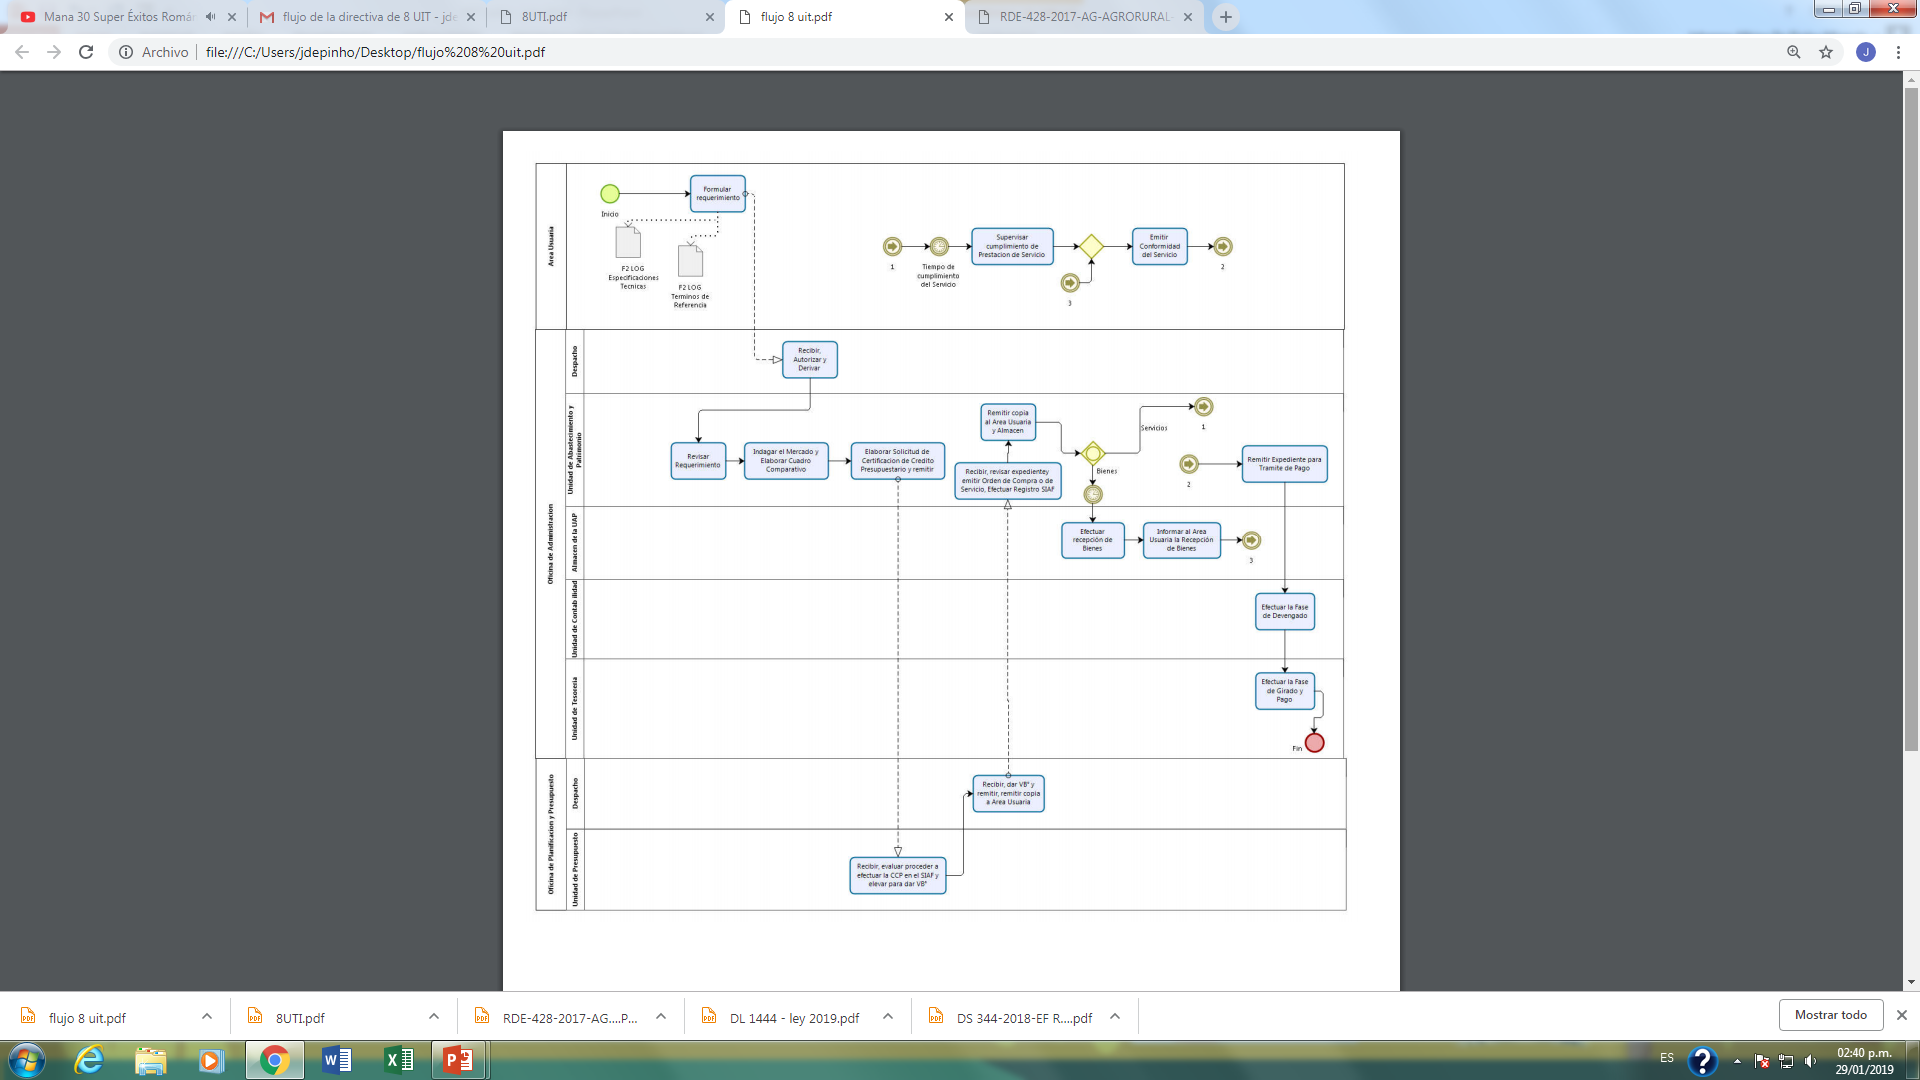 Mana 30 Super Éxitos Román
flujo de la directiva de 8 UIT - jde
8UTI.pdf
flujo 8 uit.pdf
RDE-428-2017-AG-AGRORURAL-
Archivo
file:///C:/Users/jdepinho/Desktop/flujo%208%20uit.pdf
J
Area Usuaria
Inicio
Formular
requerimiento
F2 LOG
Especificaciones
Tecnicas
F2 LOG
Terminos de
Referencia
1
Tiempo de
cumplimiento
del Servicio
Supervisar
cumplimiento de
Prestacion de Servicio
3
Emitir
Conformidad
del Servicio
2
Oficina de Administracion
Despacho
Recibir,
Autorizar y
Derivar
Unidad de Abastecimiento y
Patimonio
Revisar
Requerimiento
Indagar el Mercado y
Elaborar Cuadro
Comparativo
Elaborar Solicitud de
Certificacion de Credito
Presupuestario y remitir
Remitir copia
al Area Usuaria
y Almacen
Recibir, revisar expedientey
emitir Orden de Compra o de
Servicio, Efectuar Registro SIAF
Servicios
1
Bienes
2
Remitir Expediente para
Tramite de Pago
Almacen de la UAP
Efectuar
recepción de
Bienes
Informar al Area
Usuaria la Recepción
de Bienes
3
Unidad de Contabilidad
Efectuar la Fase
de Devengado
Unidad de Tesoreria
Efectuar la Fase
de Girado y
Pago
Fin
Oficina de Planificacion y Presupuesto
Despacho
Recibir, dar VB° y
remitir, remitir copia
a Area Usuaria
Unidad de Presupuesto
Recibir, evaluar proceder a
efectuar la CCP en el SIAF y
elevar para dar VB°
flujo 8 uit.pdf
8UTI.pdf
RDE-428-2017-AG....P...
DL 1444 - ley 2019.pdf
DS 344-2018-EF R....pdf
Mostrar todo
ES
02:40 p.m.
29/01/2019